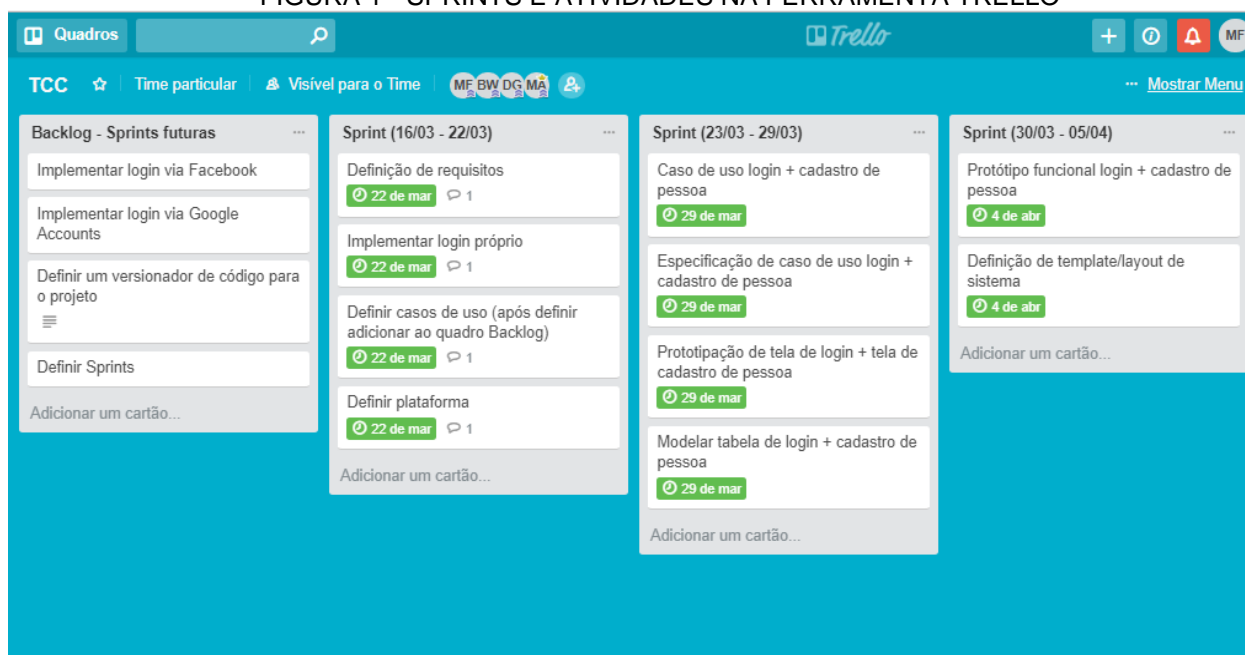 FIGURA 1 - SPRINTS E ATIVIDADES NA FERRAMENTA TRELLO
Quadros
Trello
MF
TCC
Time particular
Visível para o Time
MF BW DG MA
Mostrar Menu
Backlog - Sprints futuras
Implementar login via Facebook
Implementar login via Google
Accounts
Definir um versionador de código para
o projeto
Definir Sprints
Adicionar um cartão...
Sprint (16/03 - 22/03)
Definição de requisitos
22 de mar 1
Implementar login próprio
22 de mar 1
Definir casos de uso (após definir
adicionar ao quadro Backlog)
22 de mar 1
Definir plataforma
22 de mar 1
Adicionar um cartão...
Sprint (23/03 - 29/03)
Caso de uso login + cadastro de
pessoa
29 de mar
Especificação de caso de uso login +
cadastro de pessoa
29 de mar
Prototipação de tela de login + tela de
cadastro de pessoa
29 de mar
Modelar tabela de login + cadastro de
pessoa
29 de mar
Adicionar um cartão...
Sprint (30/03 - 05/04)
Protótipo funcional login + cadastro de
pessoa
4 de abr
Definição de template/layout de
sistema
4 de abr
Adicionar um cartão...